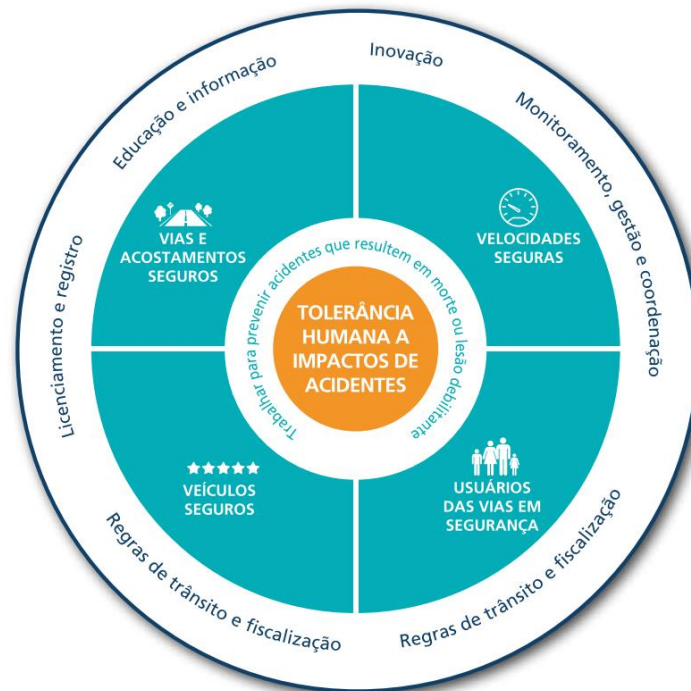 Inovação
Educação e informação
Monitoramento, gestão e coordenação
Licenciamento e registro
VIAS E
ACOSTAMENTOS
SEGUROS
VELOCIDADES
SEGURAS
Trabalhar para prevenir acidentes que resultem em morte ou lesão debilitante
TOLERÂNCIA
HUMANA A
IMPACTOS DE
ACIDENTES
VEÍCULOS
SEGUROS
USUÁRIOS
DAS VIAS EM
SEGURANÇA
Regras de trânsito e fiscalização
Regras de trânsito e fiscalização